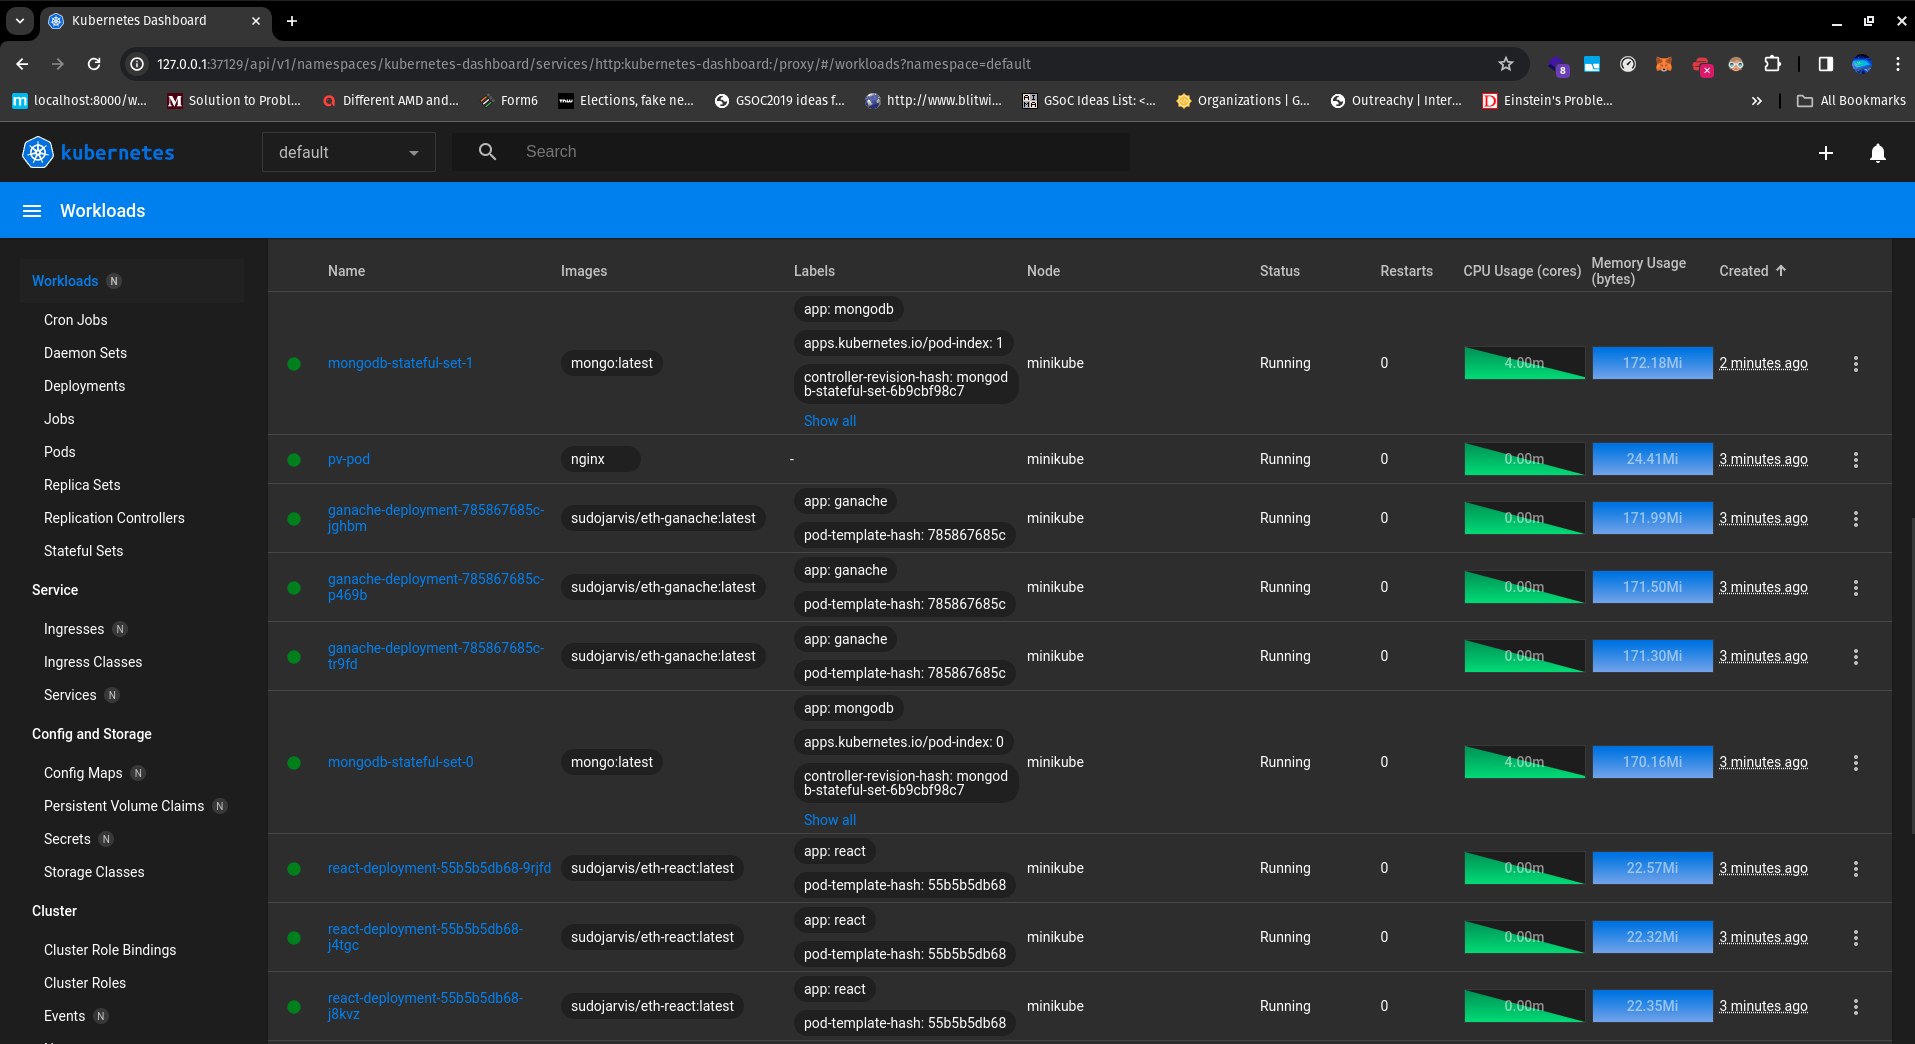 Kubernetes Dashboard
127.0.0.1:37129/api/v1/namespaces/kubernetes-dashboard/services/http:kubernetes-dashboard:/proxy/#/workloads?namespace=default
8
localhost:8000/w...
Solution to Probl...
Different AMD and...
Form6
Elections, fake ne...
GSOC2019 ideas f...
http://www.blitwi...
GSoC Ideas List: <...
Organizations | G...
Outreachy | Inter...
Einstein's Proble...
All Bookmarks
kubernetes
default
Search
Workloads
Workloads N
Cron Jobs
Daemon Sets
Deployments
Jobs
Pods
Replica Sets
Replication Controllers
Stateful Sets
Service
Ingresses N
Ingress Classes
Services N
Config and Storage
Config Maps N
Persistent Volume Claims N
Secrets N
Storage Classes
Cluster
Cluster Role Bindings
Cluster Roles
Events N
Name Images Labels Node Status Restarts CPU Usage (cores) Memory Usage (bytes) Created
mongodb-stateful-set-1
mongo:latest
app: mongodb
apps.kubernetes.io/pod-index: 1
controller-revision-hash: mongod
b-stateful-set-6b9cbf98c7
Show all
minikube Running 0 4.00m 172.18Mi 2 minutes ago
pv-pod
nginx
-
minikube Running 0 0.00m 24.41Mi 3 minutes ago
ganache-deployment-785867685c-
jghbm
sudojarvis/eth-ganache:latest
app: ganache
pod-template-hash: 785867685c
minikube Running 0 0.00m 171.99Mi 3 minutes ago
ganache-deployment-785867685c-
p469b
sudojarvis/eth-ganache:latest
app: ganache
pod-template-hash: 785867685c
minikube Running 0 0.00m 171.50Mi 3 minutes ago
ganache-deployment-785867685c-
tr9fd
sudojarvis/eth-ganache:latest
app: ganache
pod-template-hash: 785867685c
minikube Running 0 0.00m 171.30Mi 3 minutes ago
mongodb-stateful-set-0
mongo:latest
app: mongodb
apps.kubernetes.io/pod-index: 0
controller-revision-hash: mongod
b-stateful-set-6b9cbf98c7
Show all
minikube Running 0 4.00m 170.16Mi 3 minutes ago
react-deployment-55b5b5db68-9rjfd
sudojarvis/eth-react:latest
app: react
pod-template-hash: 55b5b5db68
minikube Running 0 0.00m 22.57Mi 3 minutes ago
react-deployment-55b5b5db68-
j4tgc
sudojarvis/eth-react:latest
app: react
pod-template-hash: 55b5b5db68
minikube Running 0 0.00m 22.32Mi 3 minutes ago
react-deployment-55b5b5db68-
j8kvz
sudojarvis/eth-react:latest
app: react
pod-template-hash: 55b5b5db68
minikube Running 0 0.00m 22.35Mi 3 minutes ago